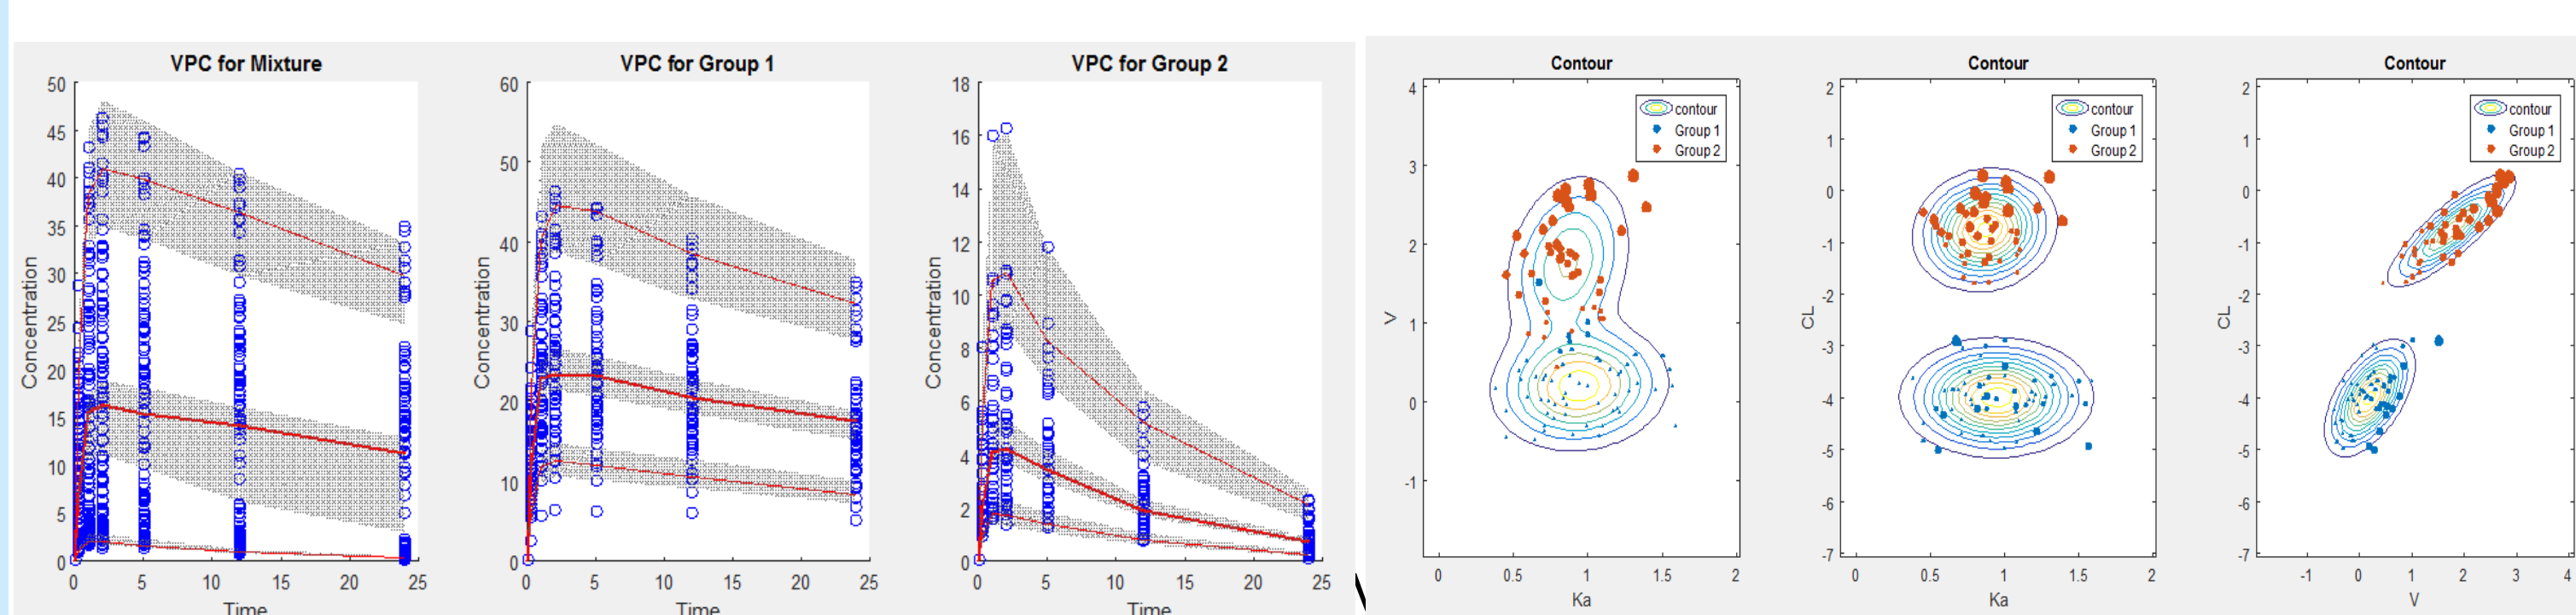 VPC for Mixture
50
45
40
35
30
25
20
15
10
5
0
Concentration
0 5 10 15 20 25
Time
VPC for Group 1
60
50
40
30
20
10
0
Concentration
0 5 10 15 20 25
Time
VPC for Group 2
18
16
14
12
10
8
6
4
2
0
Concentration
0 5 10 15 20 25
Time
Contour
contour
Group 1
Group 2
4
3
2
1
0
-1
V
0 0.5 1 1.5 2
Ka
Contour
contour
Group 1
Group 2
2
1
0
-1
-2
-3
-4
-5
-6
-7
CL
0 0.5 1 1.5 2
Ka
Contour
contour
Group 1
Group 2
2
1
0
-1
-2
-3
-4
-5
-6
-7
CL
-1 0 1 2 3 4
V